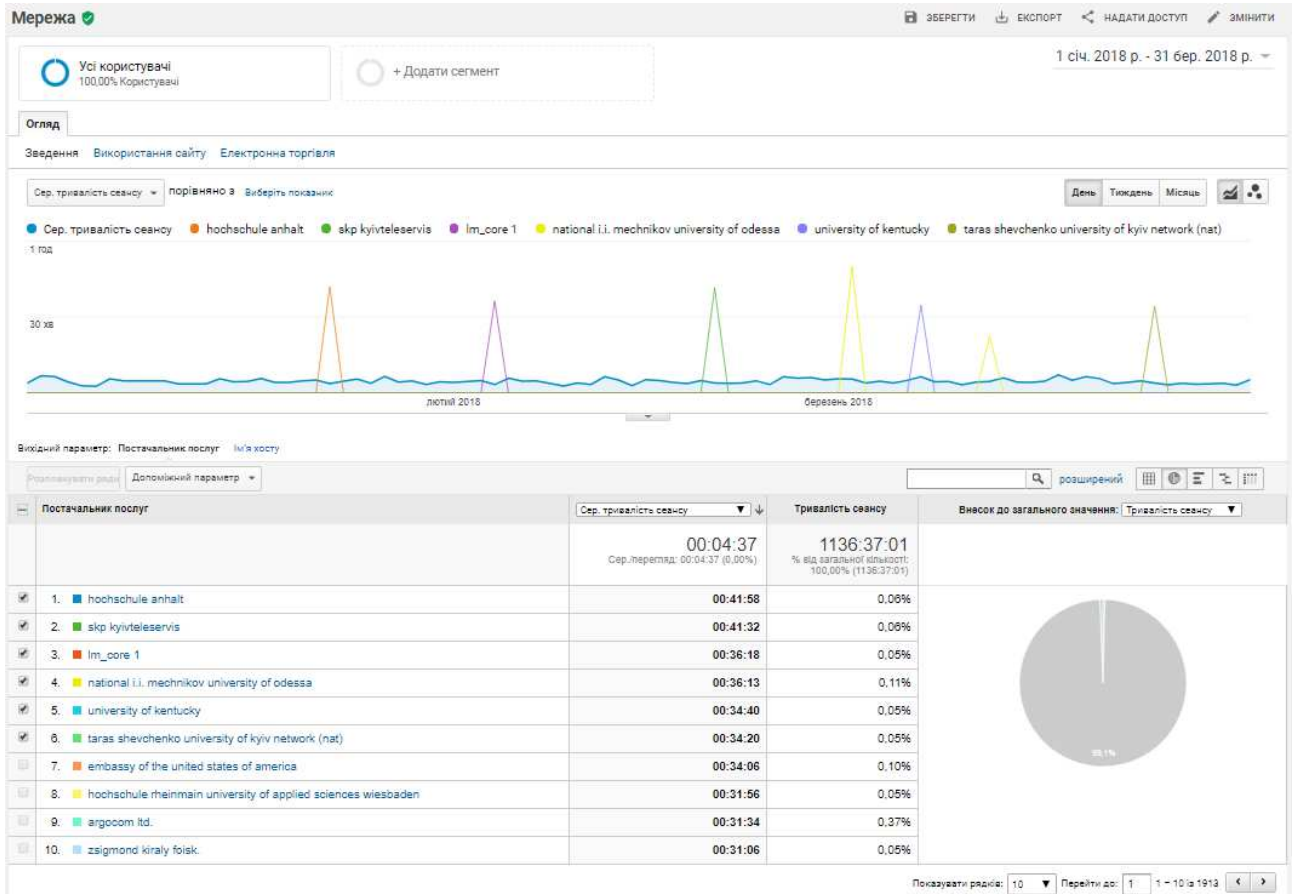 Мережа
ЗБЕРЕГТИ ЕКСПОРТ НАДАТИ ДОСТУП ЗМІНИТИ
Усі користувачі
100,00% Користувачі
+ Додати сегмент
1 січ. 2018 р. - 31 бер. 2018 р.
Огляд
Зведення Використання сайту Електронна торгівля
Сер. тривалість сеансу порівняно з Виберіть показник
День Тиждень Місяць
Сер. тривалість сеансу hochschule anhalt skp kyivteleservis lm_core 1 national i.i. mechnikov university of odessa university of kentucky taras shevchenko university of kyiv network (nat)
1 год
30 хв
лютий 2018 березень 2018
Вихідний параметр: Постачальник послуг Ім'я хосту
Розпланувати ряди Допоміжний параметр розширений
Постачальник послуг Сер. тривалість сеансу Тривалість сеансу Внесок до загального значення: Тривалість сеансу
00:04:37 1136:37:01
Сер./перегляд: 00:04:37 (0,00%) % від загальної кількості:
100,00% (1136:37:01)
1. hochschule anhalt 00:41:58 0,06%
2. skp kyivteleservis 00:41:32 0,06%
3. lm_core 1 00:36:18 0,05%
4. national i.i. mechnikov university of odessa 00:36:13 0,11%
5. university of kentucky 00:34:40 0,05%
6. taras shevchenko university of kyiv network (nat) 00:34:20 0,05%
7. embassy of the united states of america 00:34:06 0,10%
8. hochschule rheinmain university of applied sciences wiesbaden 00:31:56 0,05%
9. argocom ltd. 00:31:34 0,37%
10. zsigmond kiraly foisk. 00:31:06 0,05%
99,1%
Показувати рядків: 10 Перейти до: 1 1 – 10 із 1913